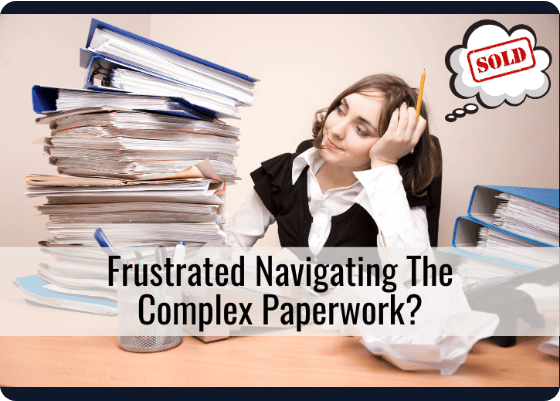 SOLD
Frustrated Navigating The
Complex Paperwork?